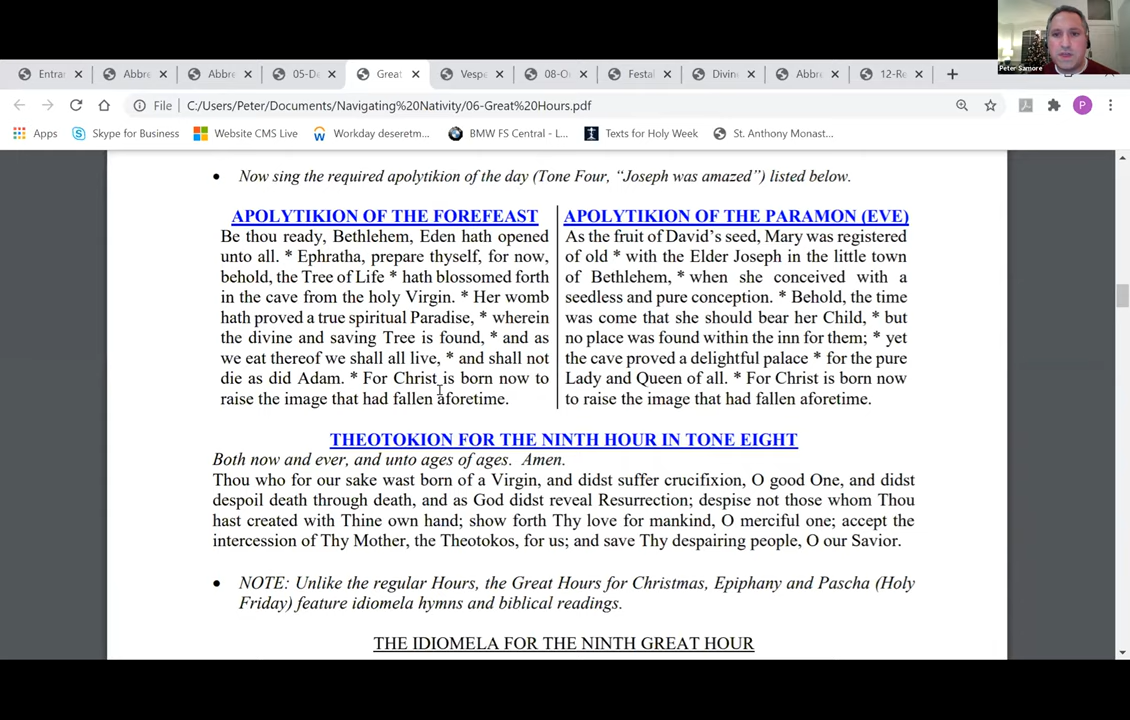 Peter Samore
Entra
Abbre
Abbre
05-De
Great
Vespe
08-O
Festal
Divin
Abbre
12-Re
File C:/Users/Peter/Documents/Navigating%20Nativity/06-Great%20Hours.pdf
P
Apps Skype for Business Website CMS Live Workday deseretm... BMW FS Central - L... Texts for Holy Week St. Anthony Monast...
• Now sing the required apolytikion of the day (Tone Four, “Joseph was amazed”) listed below.
APOLYTIKION OF THE FOREFEAST
Be thou ready, Bethlehem, Eden hath opened
unto all. * Ephratha, prepare thyself, for now,
behold, the Tree of Life * hath blossomed forth
in the cave from the holy Virgin. * Her womb
hath proved a true spiritual Paradise, * wherein
the divine and saving Tree is found, * and as
we eat thereof we shall all live, * and shall not
die as did Adam. * For Christ is born now to
raise the image that had fallen aforetime.
APOLYTIKION OF THE PARAMON (EVE)
As the fruit of David’s seed, Mary was registered
of old * with the Elder Joseph in the little town
of Bethlehem, * when she conceived with a
seedless and pure conception. * Behold, the time
was come that she should bear her Child, * but
no place was found within the inn for them; * yet
the cave proved a delightful palace * for the pure
Lady and Queen of all. * For Christ is born now
to raise the image that had fallen aforetime.
THEOTOKION FOR THE NINTH HOUR IN TONE EIGHT
Both now and ever, and unto ages of ages. Amen.
Thou who for our sake wast born of a Virgin, and didst suffer crucifixion, O good One, and didst
despoil death through death, and as God didst reveal Resurrection; despise not those whom Thou
hast created with Thine own hand; show forth Thy love for mankind, O merciful one; accept the
intercession of Thy Mother, the Theotokos, for us; and save Thy despairing people, O our Savior.
• NOTE: Unlike the regular Hours, the Great Hours for Christmas, Epiphany and Pascha (Holy
Friday) feature idiomela hymns and biblical readings.
THE IDIOMELA FOR THE NINTH GREAT HOUR